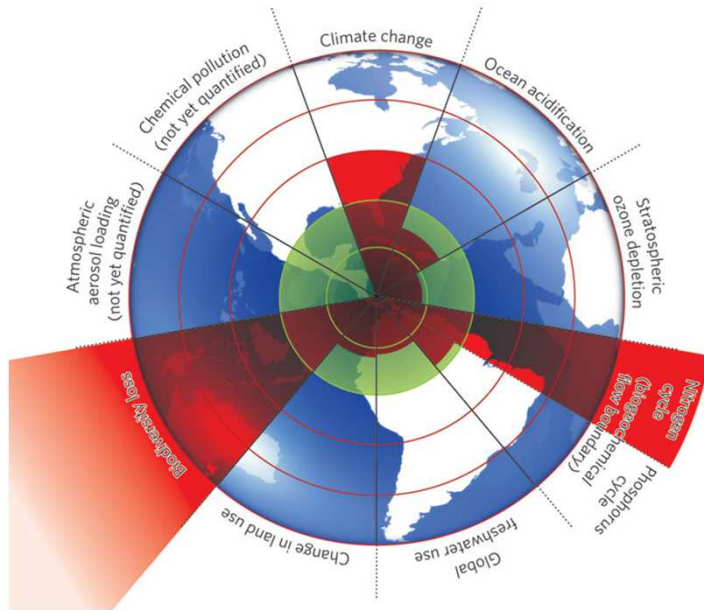 Climate change
Ocean acidification
Stratospheric
ozone depletion
Nitrogen
cycle
(biogeochemical
flow boundary)
Phosphorus
cycle
Global
freshwater use
Change in land use
Biodiversity loss
Atmospheric
aerosol loading
(not yet quantified)
Chemical pollution
(not yet quantified)